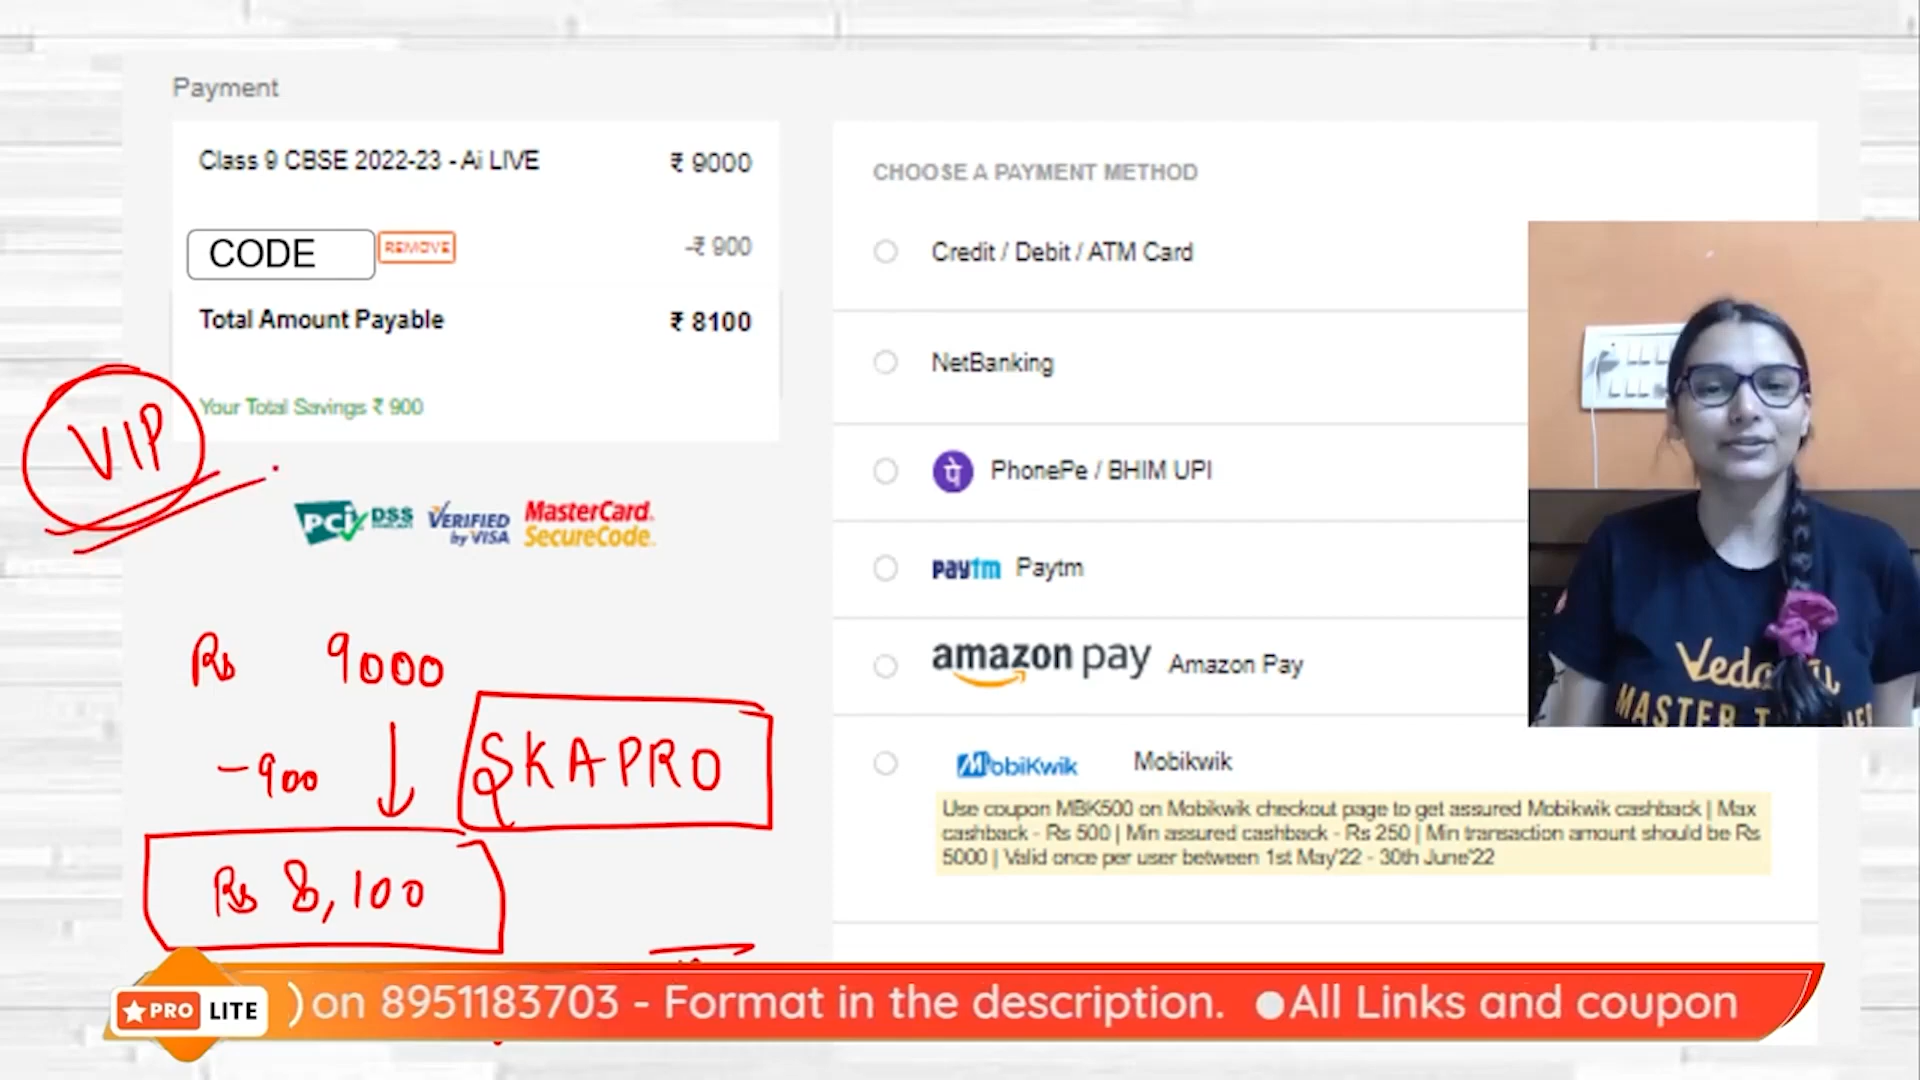 Payment
Class 9 CBSE 2022-23 - Ai LIVE ₹ 9000
CODE REMOVE -₹ 900
Total Amount Payable ₹ 8100
Your Total Savings ₹ 900
VIP
PCI DSS VERIFIED by VISA MasterCard. SecureCode.
Rs 9000
-900 SKAPRO
Rs 8,100
CHOOSE A PAYMENT METHOD
Credit / Debit / ATM Card
NetBanking
पे PhonePe / BHIM UPI
paytm Paytm
amazon pay Amazon Pay
MobiKwik Mobikwik
Use coupon MBK500 on Mobikwik checkout page to get assured Mobikwik cashback | Max
cashback - Rs 500 | Min assured cashback - Rs 250 | Min transaction amount should be Rs
5000 | Valid once per user between 1st May'22 - 30th June'22
MASTER
PRO LITE ) on 8951183703 - Format in the description. ●All Links and coupon